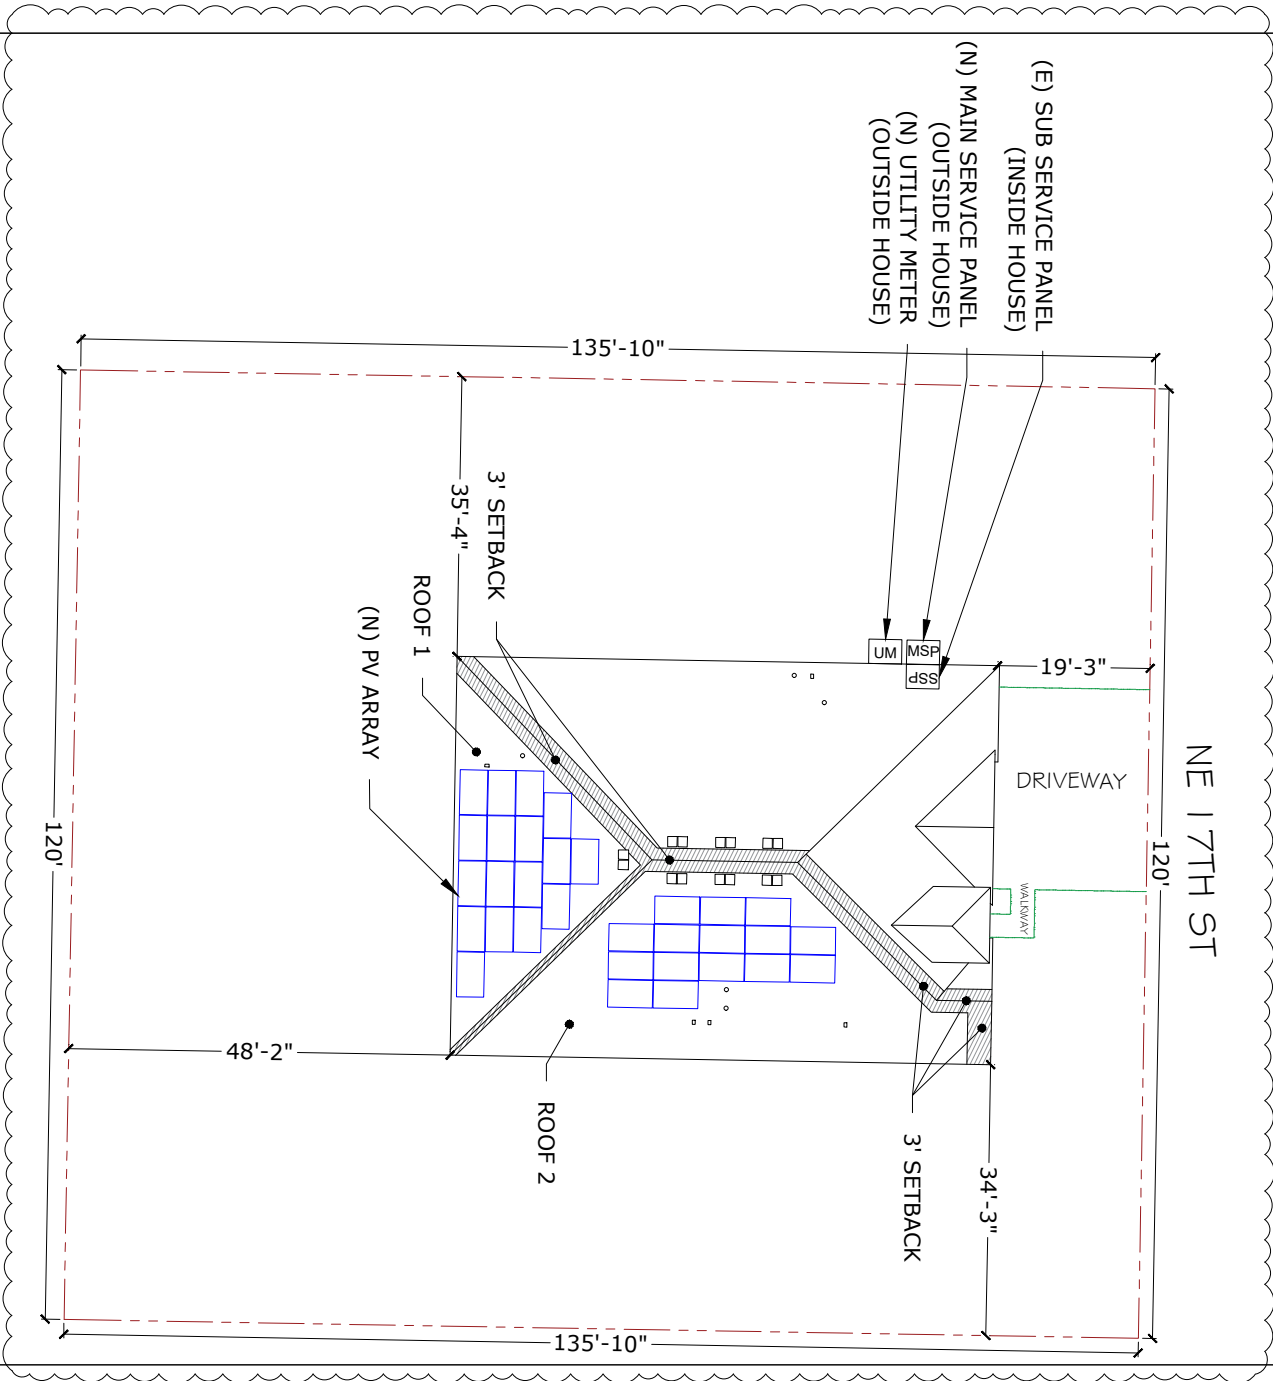 (E) SUB SERVICE PANEL
(INSIDE HOUSE)
(N) MAIN SERVICE PANEL
(OUTSIDE HOUSE)
(N) UTILITY METER
(OUTSIDE HOUSE)
135'-10"
35'-4"
3' SETBACK
ROOF 1
(N) PV ARRAY
UM
MSP
SSP
19'-3"
NE 17TH ST
DRIVEWAY
WALKWAY
120'
120'
48'-2"
ROOF 2
3' SETBACK
34'-3"
135'-10"